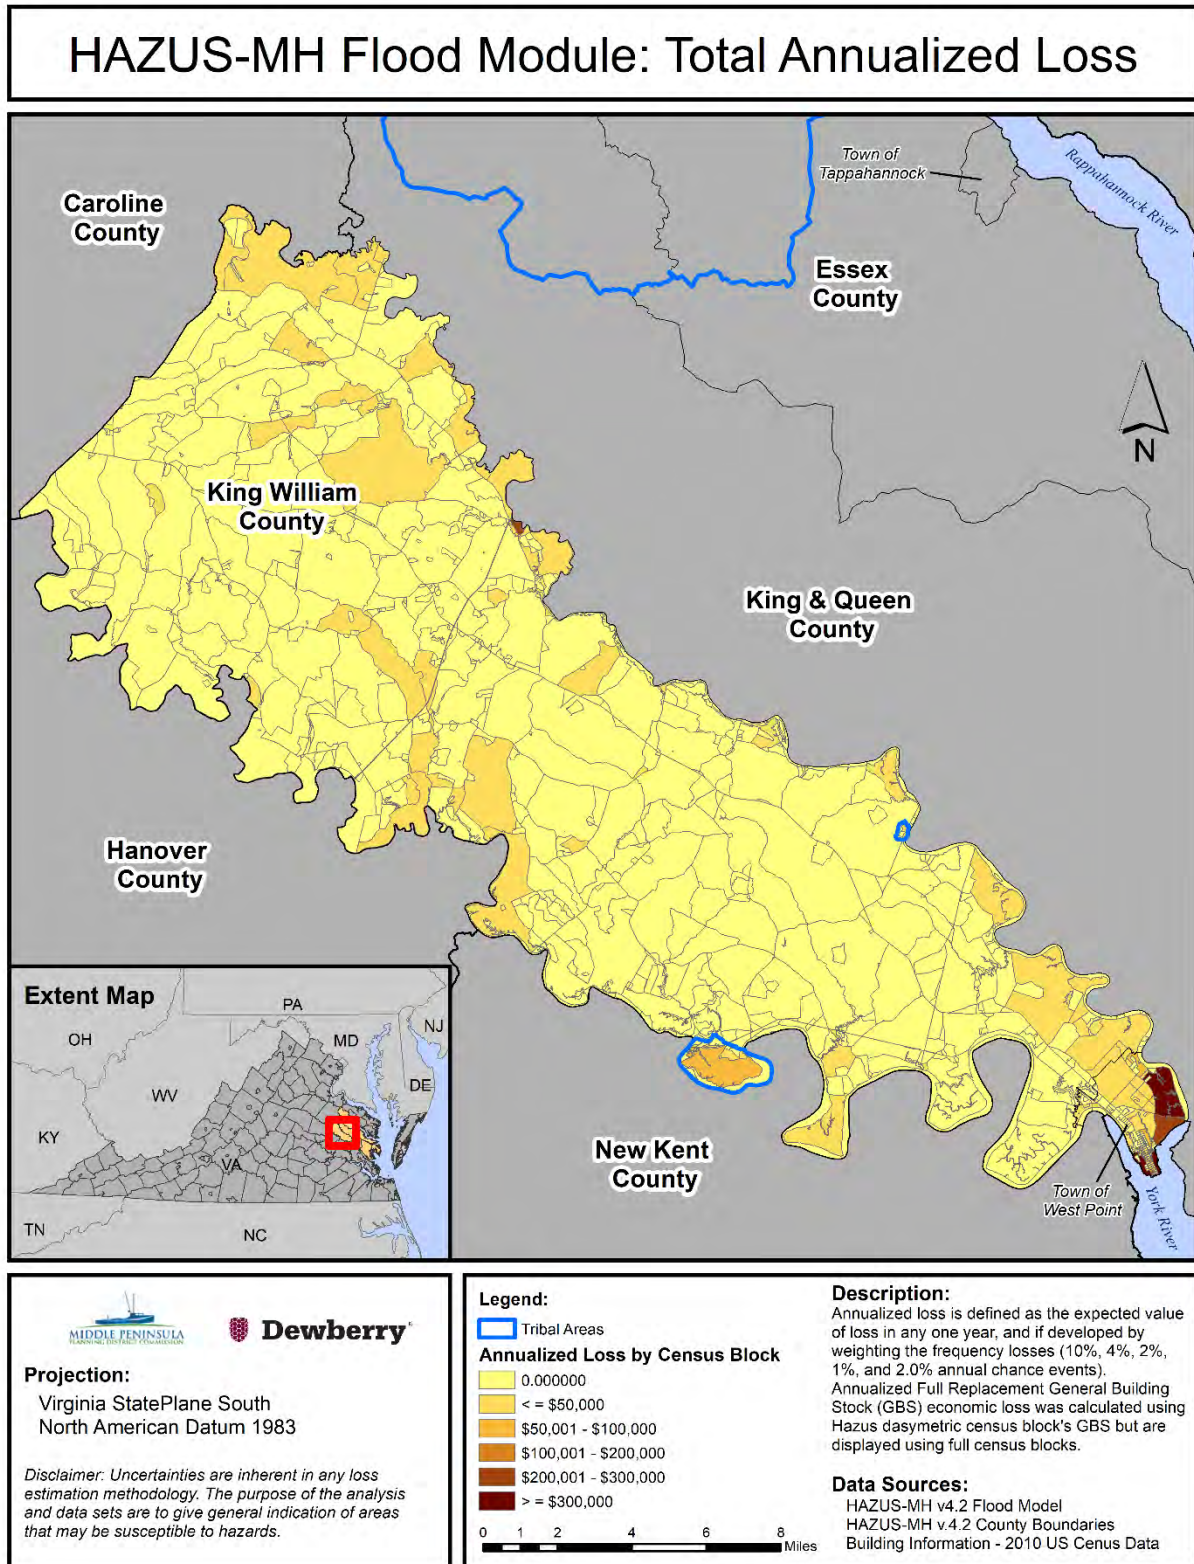 HAZUS-MH Flood Module: Total Annualized Loss
Caroline
County
Town of
Tappahannock
Rappahannock River
Essex
County
N
King William
County
King & Queen
County
Hanover
County
New Kent
County
Town of
West Point
York River
Extent Map
PA
OH
MD
NJ
DE
WV
KY
VA
TN
NC
MIDDLE PENINSULA
PLANNING DISTRICT COMMISSION
Dewberry
Projection:
Virginia StatePlane South
North American Datum 1983
Disclaimer: Uncertainties are inherent in any loss
estimation methodology. The purpose of the analysis
and data sets are to give general indication of areas
that may be susceptible to hazards.
Legend:
Tribal Areas
Annualized Loss by Census Block
0.000000
< = $50,000
$50,001 - $100,000
$100,001 - $200,000
$200,001 - $300,000
> = $300,000
0 1 2 4 6 8
Miles
Description:
Annualized loss is defined as the expected value
of loss in any one year, and if developed by
weighting the frequency losses (10%, 4%, 2%,
1%, and 2.0% annual chance events).
Annualized Full Replacement General Building
Stock (GBS) economic loss was calculated using
Hazus dasymetric census block's GBS but are
displayed using full census blocks.
Data Sources:
HAZUS-MH v4.2 Flood Model
HAZUS-MH v.4.2 County Boundaries
Building Information - 2010 US Cenus Data